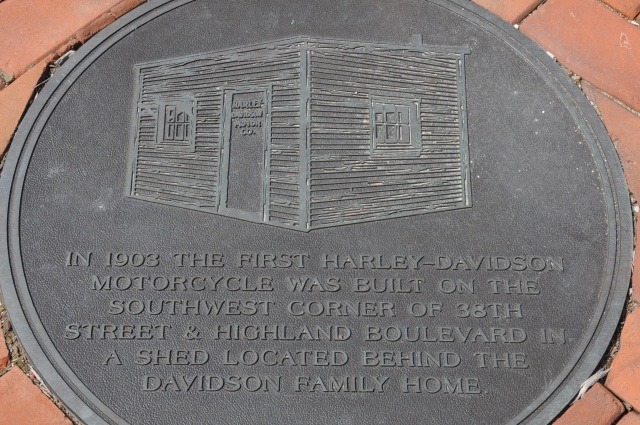 HARLEY-
DAVIDSON
MOTOR
CO.
IN 1903 THE FIRST HARLEY-DAVIDSON
MOTORCYCLE WAS BUILT ON THE
SOUTHWEST CORNER OF 38TH
STREET & HIGHLAND BOULEVARD IN
A SHED LOCATED BEHIND THE
DAVIDSON FAMILY HOME.